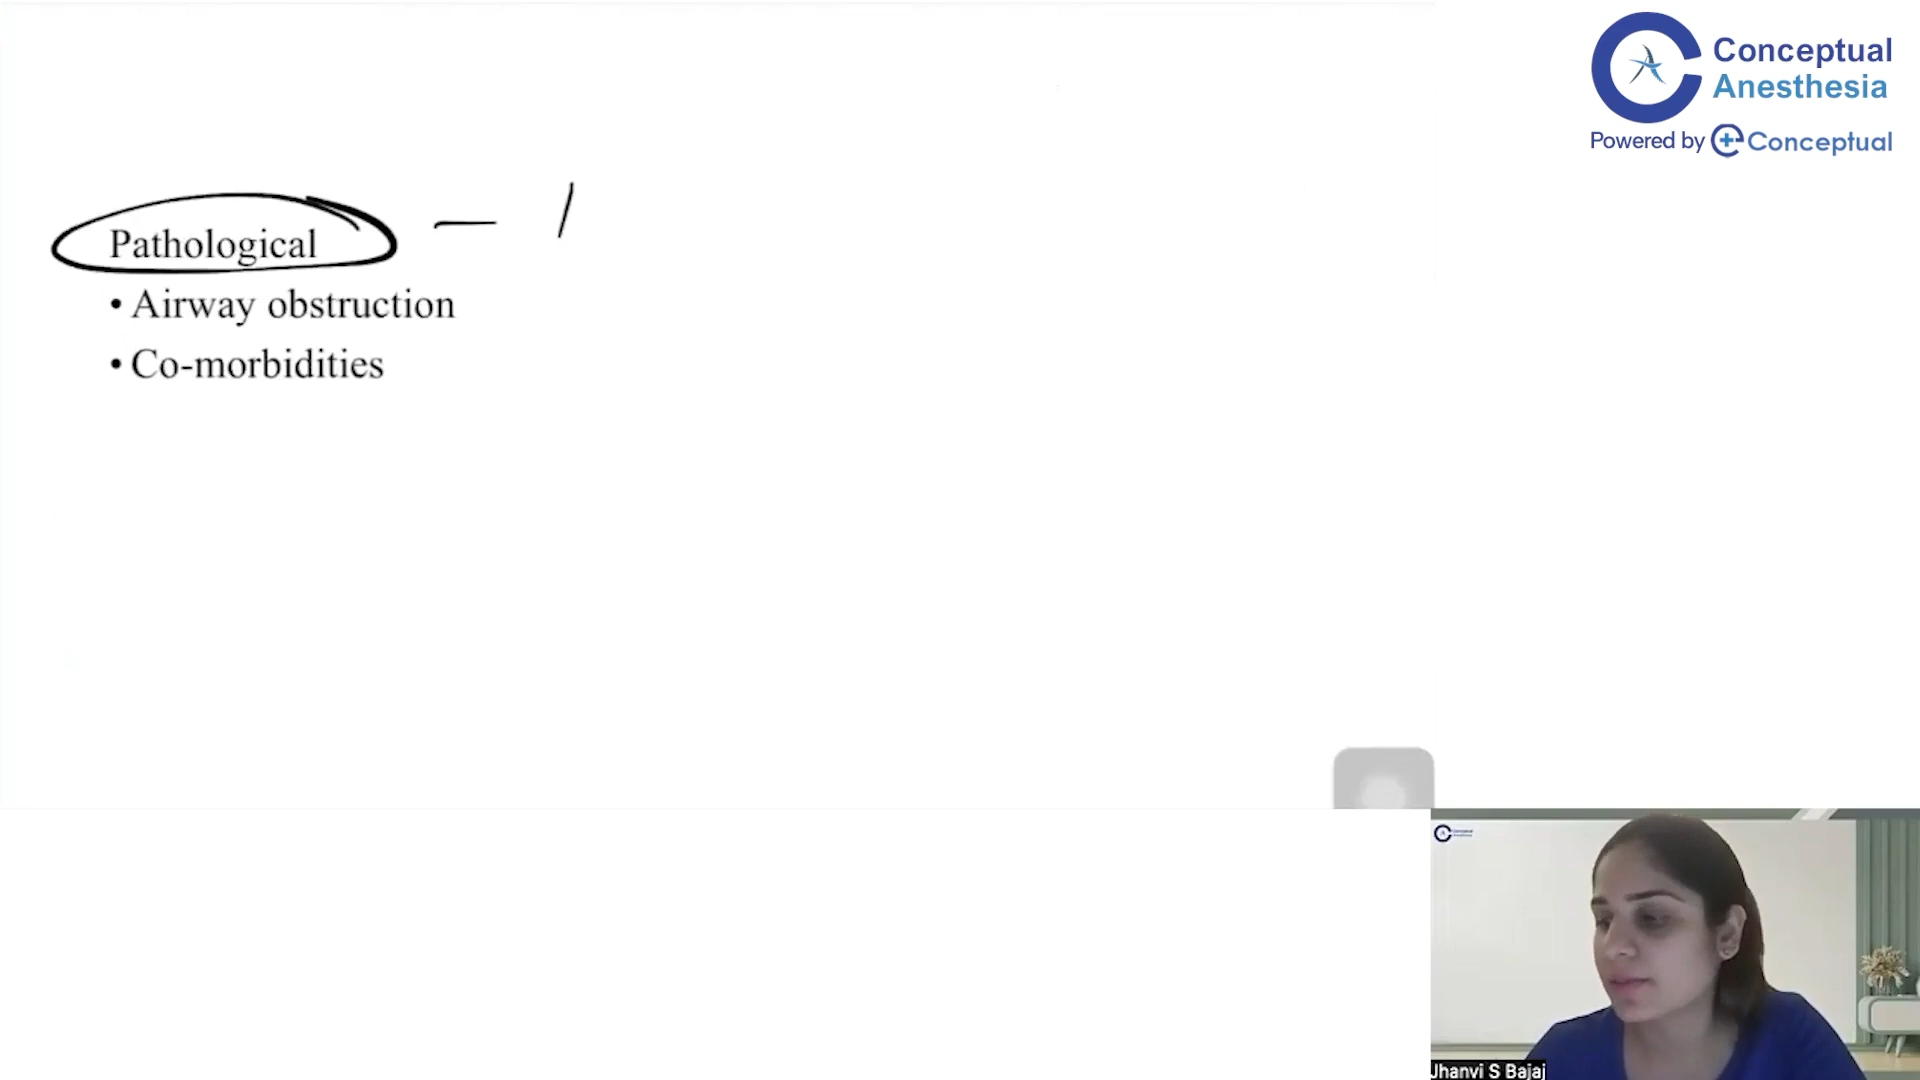 Conceptual
Anesthesia
Powered by Conceptual
Pathological
• Airway obstruction
• Co-morbidities
Jhanvi S Bajaj